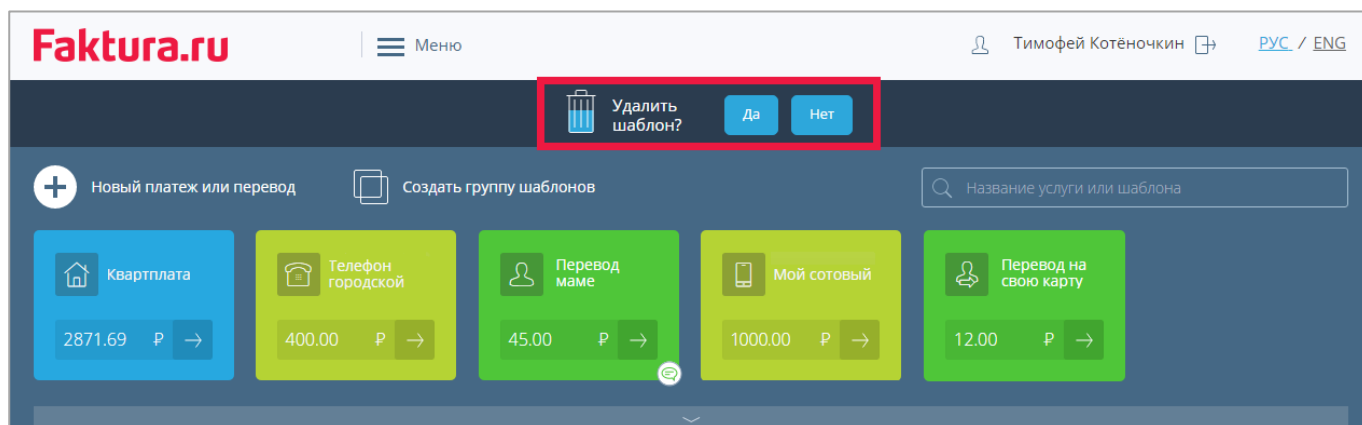 Faktura.ru
Меню
Тимофей Котёночкин
РУС / ENG
Удалить
шаблон?
Да
Нет
Новый платеж или перевод
Создать группу шаблонов
Название услуги или шаблона
Квартплата
2871.69 ₽
Телефон
городской
400.00 ₽
Перевод
маме
45.00 ₽
Мой сотовый
1000.00 ₽
Перевод на
свою карту
12.00 ₽